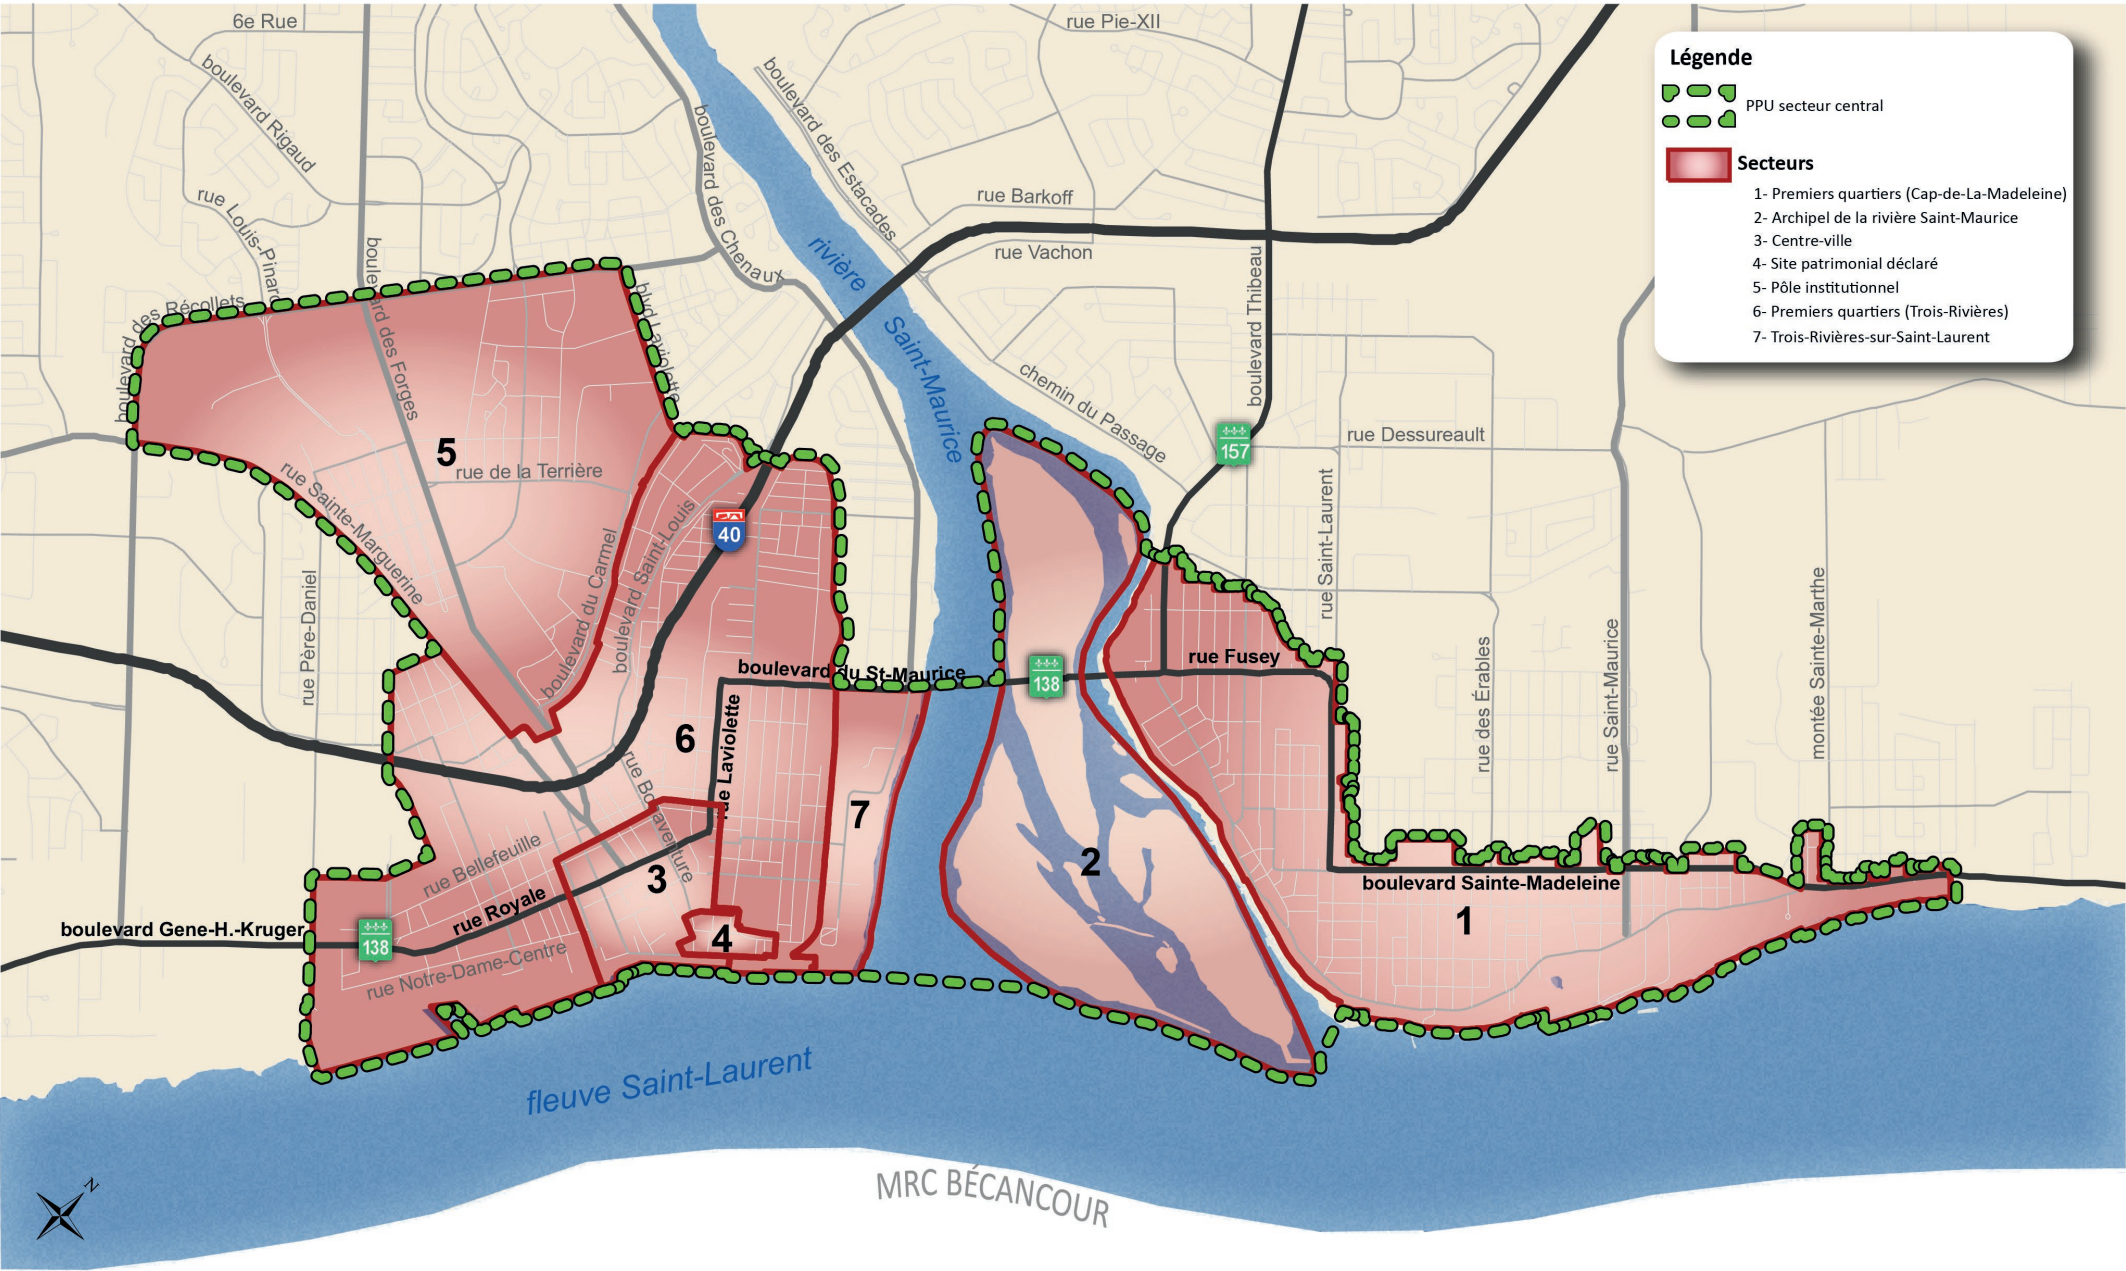 6e Rue
rue Pie-XII
boulevard Rigaud
boulevard des Estacades
boulevard des Chenaux
rue Louis-Pinard
rue Barkoff
rue Vachon
rivière
Saint-Maurice
boulevard Thibeau
boulevard des Récollets
boulevard des Forges
blvd Laviolette
chemin du Passage
157
rue Dessureault
5
rue de la Terrière
rue Sainte-Marguerine
40
boulevard Saint-Louis
boulevard du Carmel
rue Père-Daniel
rue Saint-Laurent
rue des Érables
rue Saint-Maurice
montée Sainte-Marthe
boulevard du St-Maurice
138
rue Fusey
6
rue Laviolette
rue Bonaventure
7
2
3
4
rue Bellefeuille
rue Royale
boulevard Gene-H.-Kruger
138
rue Notre-Dame-Centre
boulevard Sainte-Madeleine
1
fleuve Saint-Laurent
MRC BÉCANCOUR
N
Légende
PPU secteur central
Secteurs
1- Premiers quartiers (Cap-de-La-Madeleine)
2- Archipel de la rivière Saint-Maurice
3- Centre-ville
4- Site patrimonial déclaré
5- Pôle institutionnel
6- Premiers quartiers (Trois-Rivières)
7- Trois-Rivières-sur-Saint-Laurent